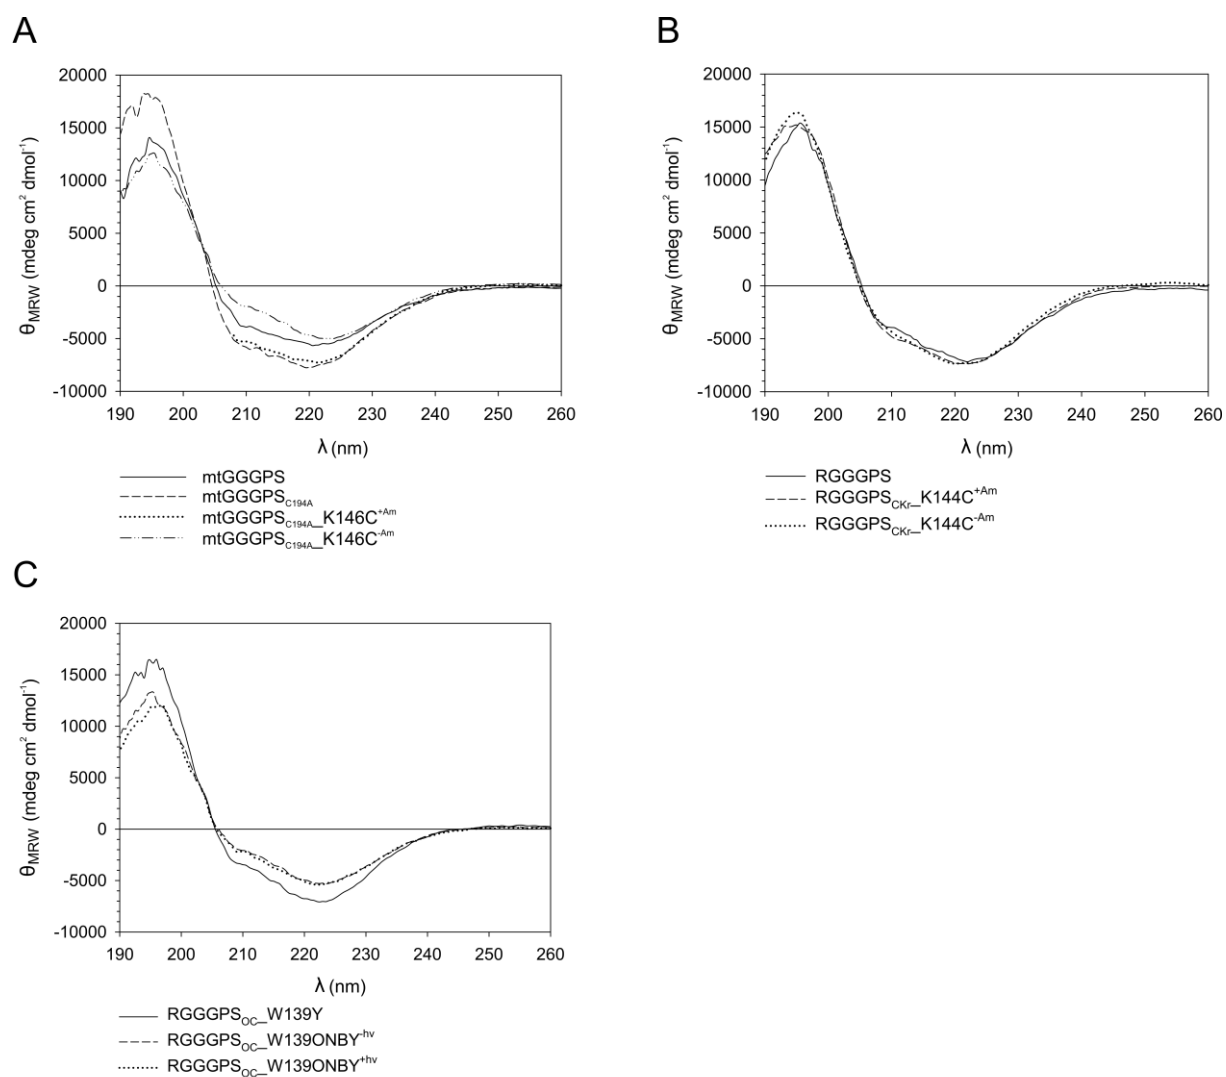 A
20000
15000
10000
5000
0
-5000
-10000
θMRW (mdeg cm² dmol⁻¹)
190 200 210 220 230 240 250 260
λ (nm)
mtGGGPS
mtGGGPSC194A
mtGGGPSC194A_K146C+Am
mtGGGPSC194A_K146C-Am
B
20000
15000
10000
5000
0
-5000
-10000
θMRW (mdeg cm² dmol⁻¹)
190 200 210 220 230 240 250 260
λ (nm)
RGGGPS
RGGGPSCKr_K144C+Am
RGGGPSCKr_K144C-Am
C
20000
15000
10000
5000
0
-5000
-10000
θMRW (mdeg cm² dmol⁻¹)
190 200 210 220 230 240 250 260
λ (nm)
RGGGPSOC_W139Y
RGGGPSOC_W139ONBY-hv
RGGGPSOC_W139ONBY+hv